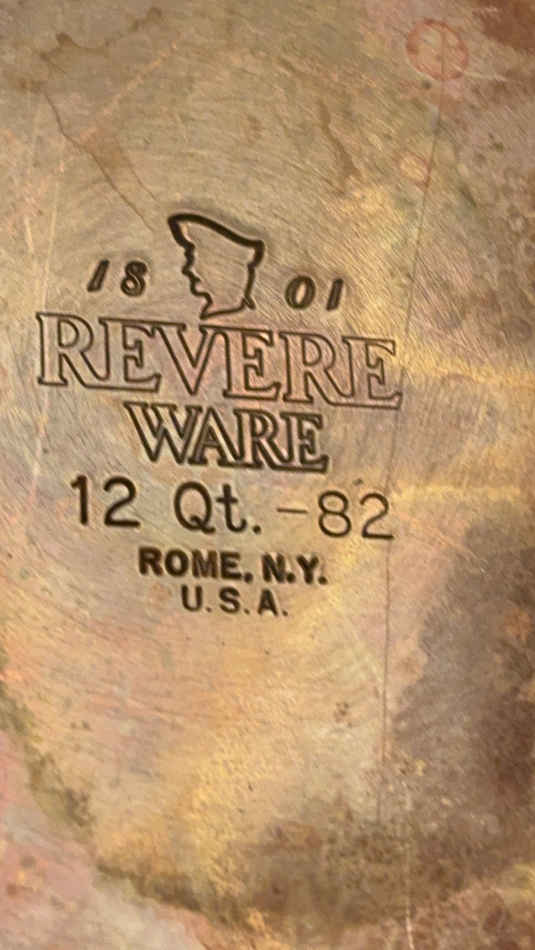 18 01
REVERE
WARE
12 Qt. -82
ROME, N.Y.
U.S.A.